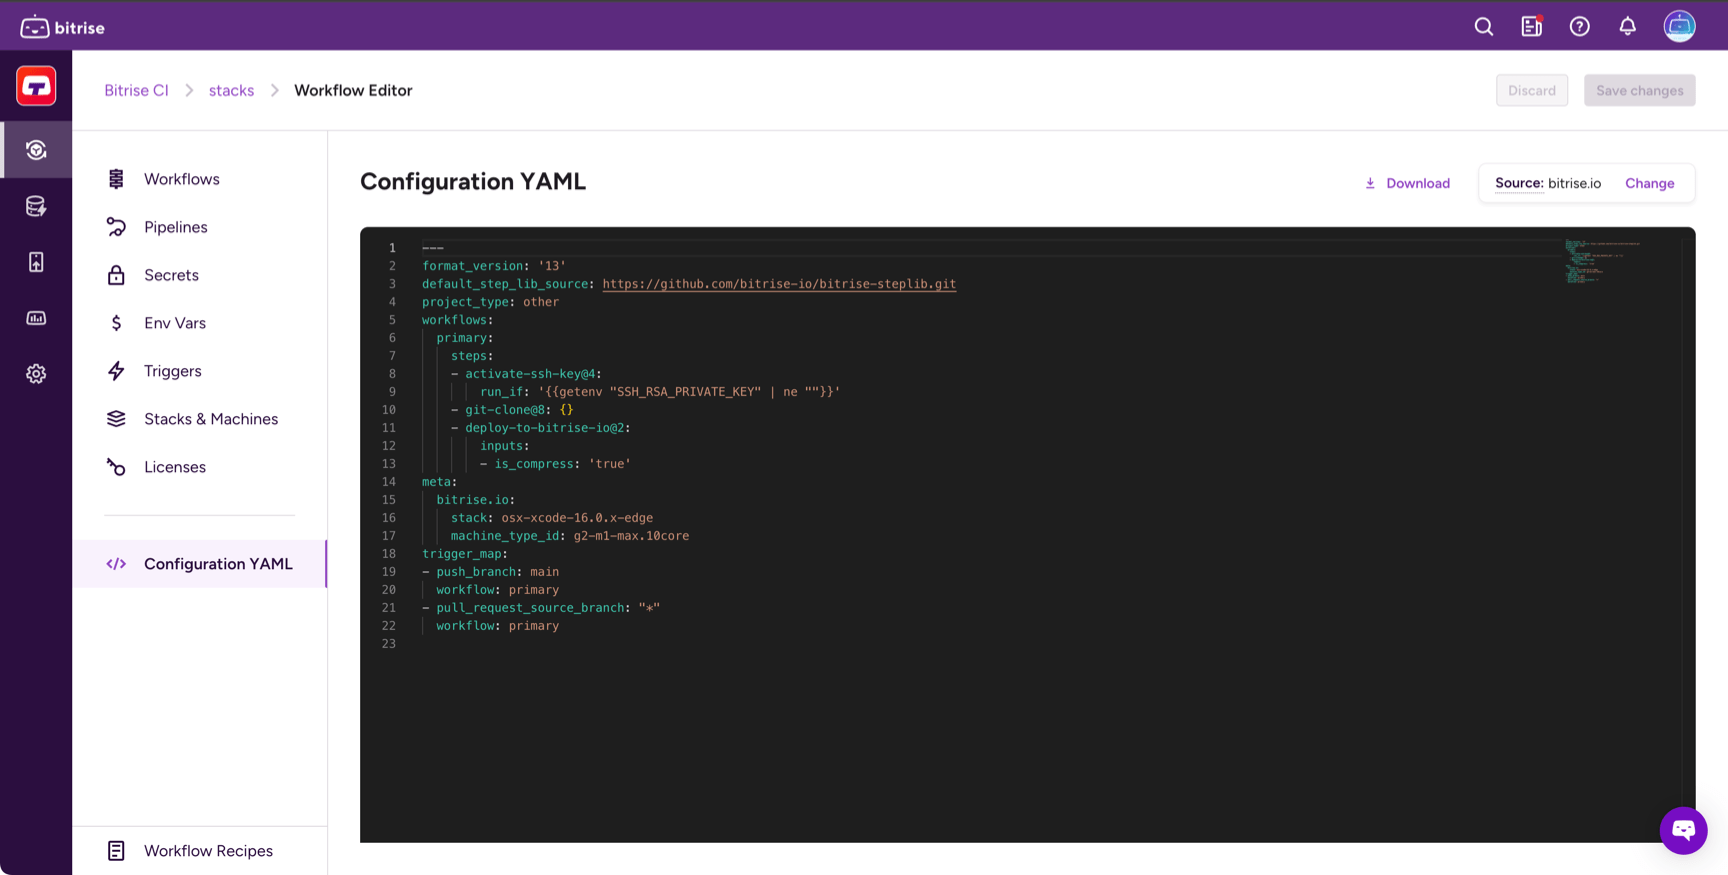 bitrise
Bitrise CI
stacks
Workflow Editor
Discard
Save changes
Workflows
Pipelines
Secrets
Env Vars
Triggers
Stacks & Machines
Licenses
Configuration YAML
Workflow Recipes
Configuration YAML
Download
Source: bitrise.io
Change
1 ---
2 format_version: '13'
3 default_step_lib_source: https://github.com/bitrise-io/bitrise-steplib.git
4 project_type: other
5 workflows:
6   primary:
7     steps:
8     - activate-ssh-key@4:
9         run_if: '{{getenv "SSH_RSA_PRIVATE_KEY" | ne ""}}'
10     - git-clone@8: {}
11     - deploy-to-bitrise-io@2:
12         inputs:
13         - is_compress: 'true'
14 meta:
15   bitrise.io:
16     stack: osx-xcode-16.0.x-edge
17     machine_type_id: g2-m1-max.10core
18 trigger_map:
19 - push_branch: main
20   workflow: primary
21 - pull_request_source_branch: "*"
22   workflow: primary
23